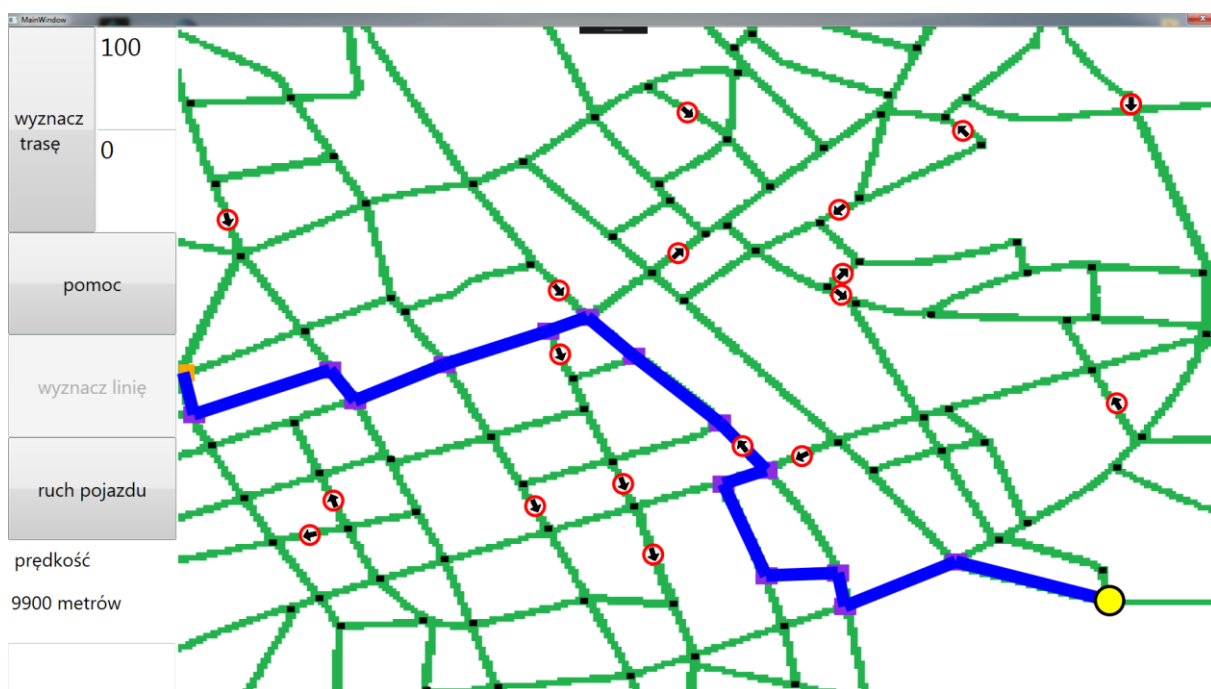 MainWindow
wyznacz
trasę
100
0
pomoc
wyznacz linię
ruch pojazdu
prędkość
9900 metrów